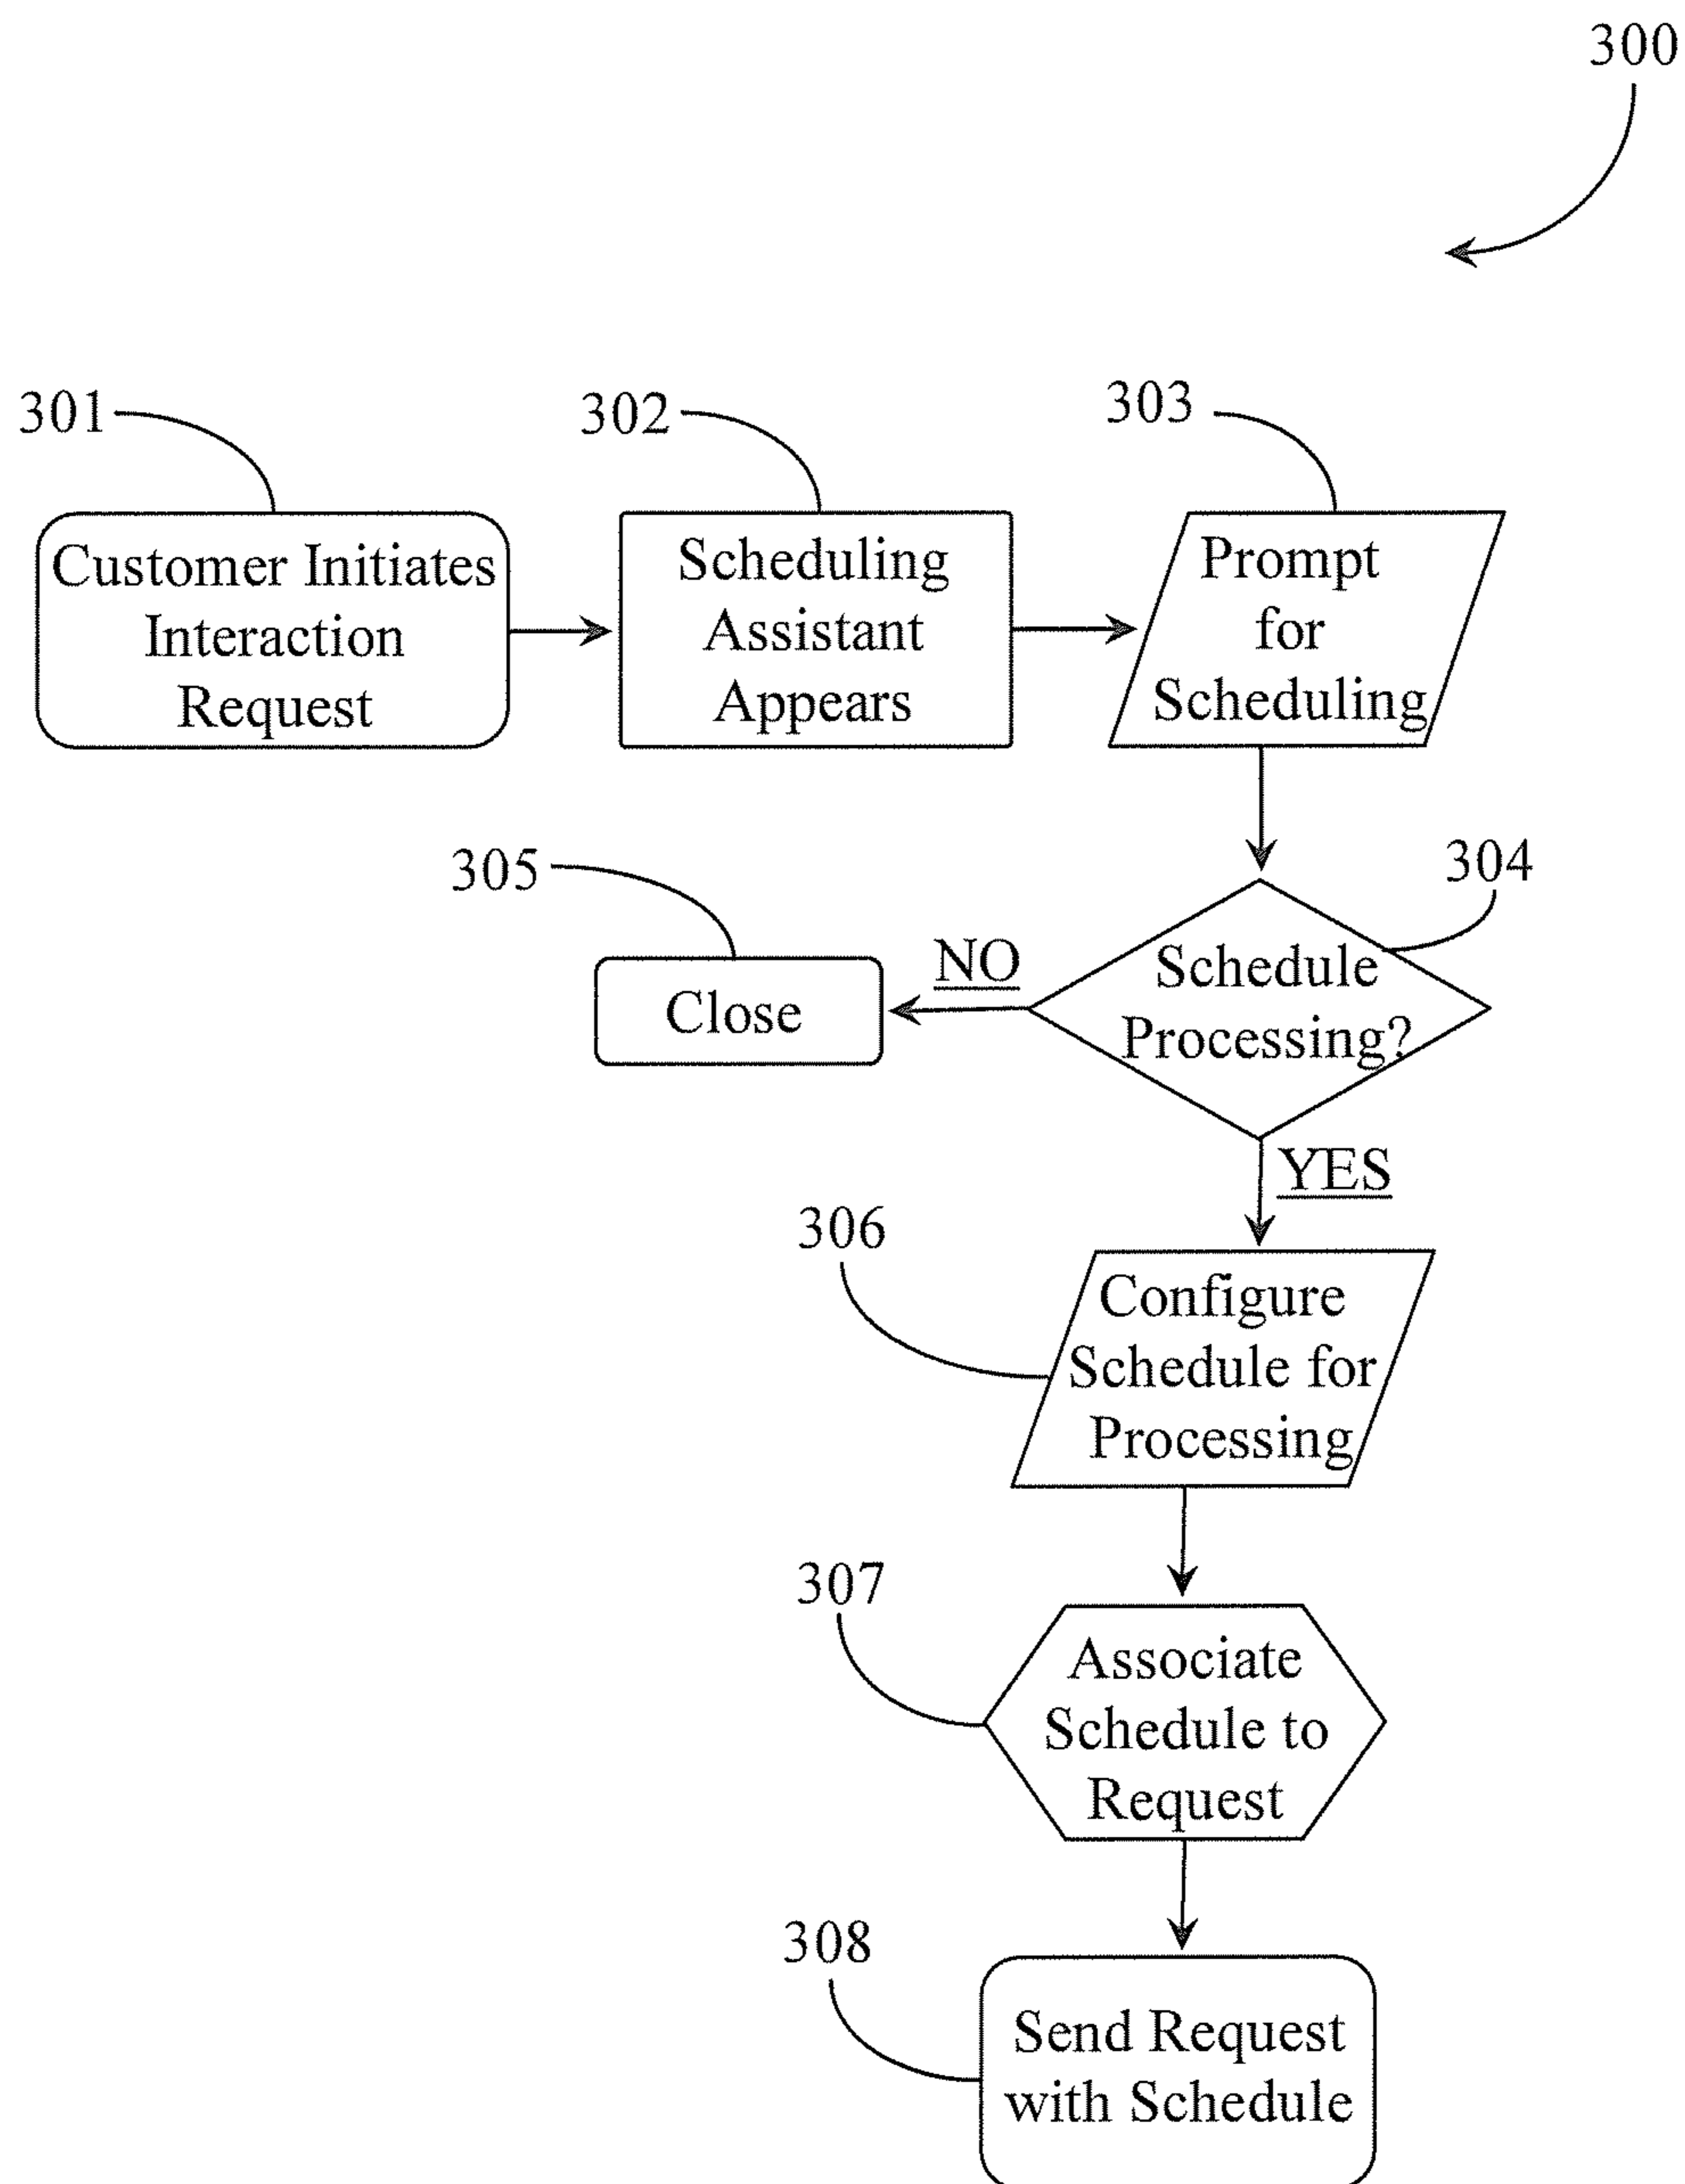 300
301
302
303
Customer Initiates
Interaction
Request
Scheduling
Assistant
Appears
Prompt
for
Scheduling
304
305
Schedule
Processing?
NO
Close
YES
306
Configure
Schedule for
Processing
307
Associate
Schedule to
Request
308
Send Request
with Schedule